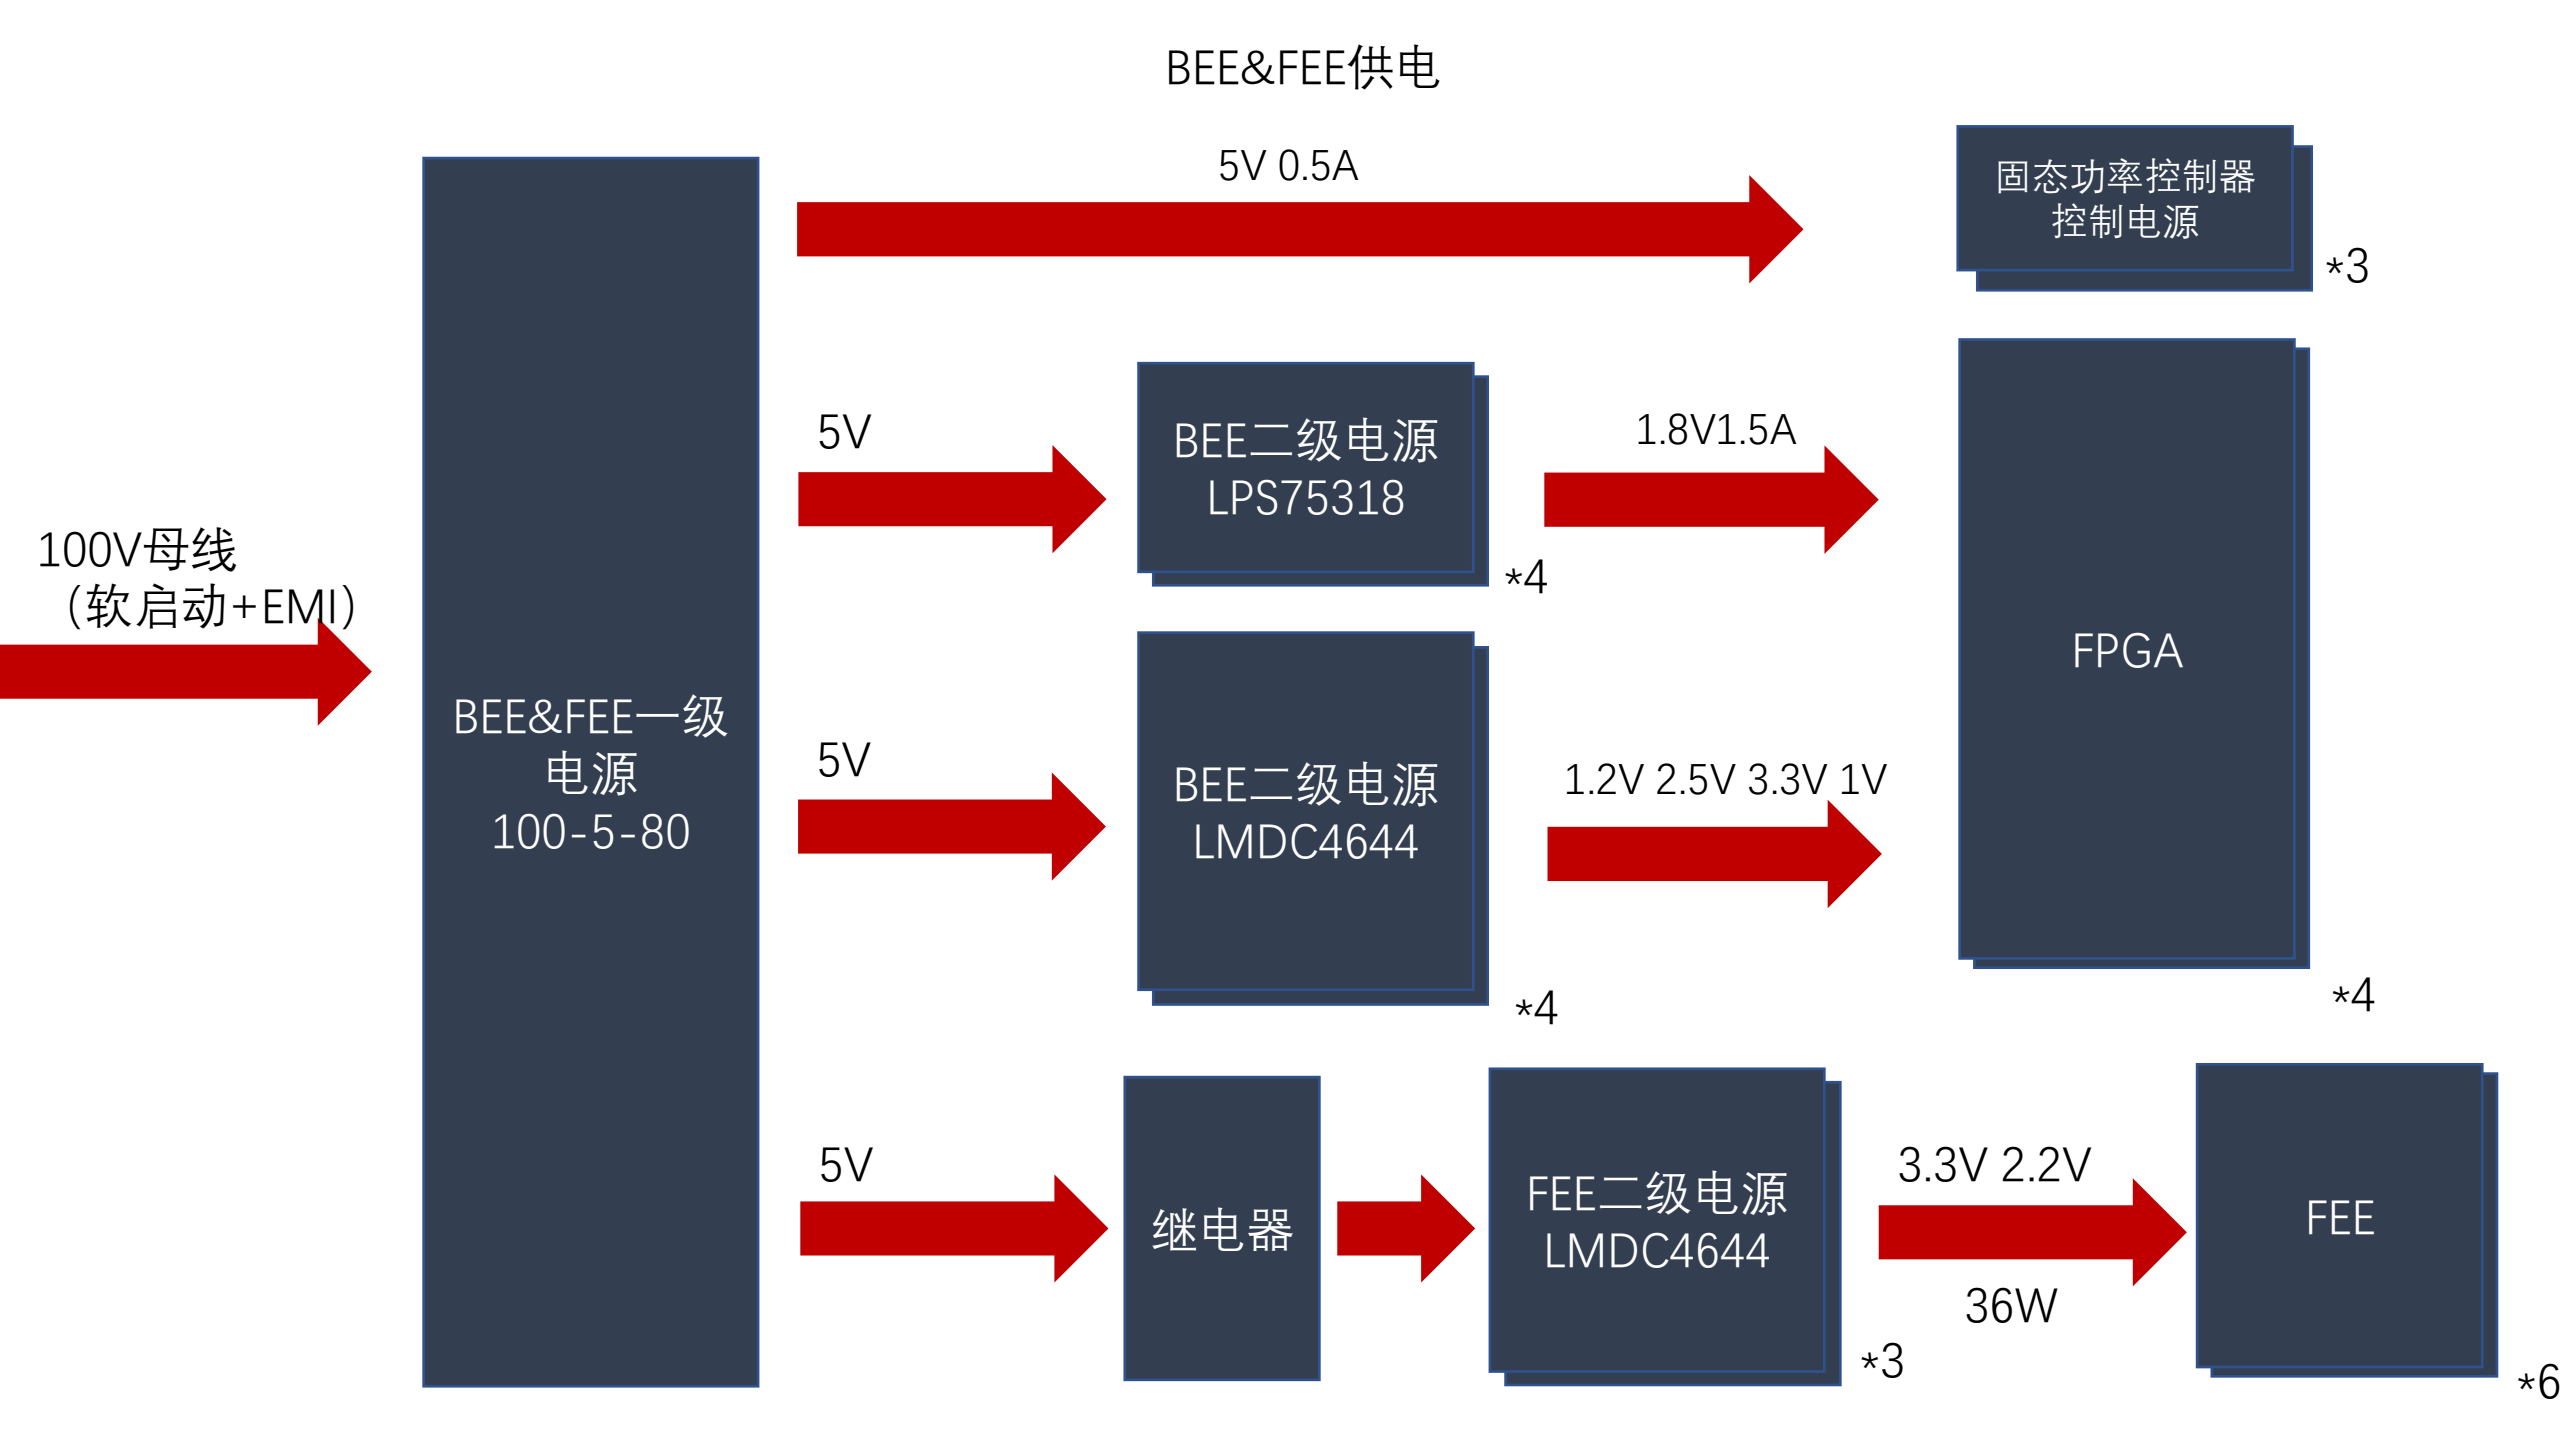 BEE&FEE供电
5V 0.5A
固态功率控制器
控制电源
*3
5V
BEE二级电源
LPS75318
*4
1.8V1.5A
100V母线
（软启动+EMI）
BEE&FEE一级
电源
100-5-80
FPGA
*4
5V
BEE二级电源
LMDC4644
*4
1.2V 2.5V 3.3V 1V
5V
继电器
FEE二级电源
LMDC4644
*3
3.3V 2.2V
36W
FEE
*6